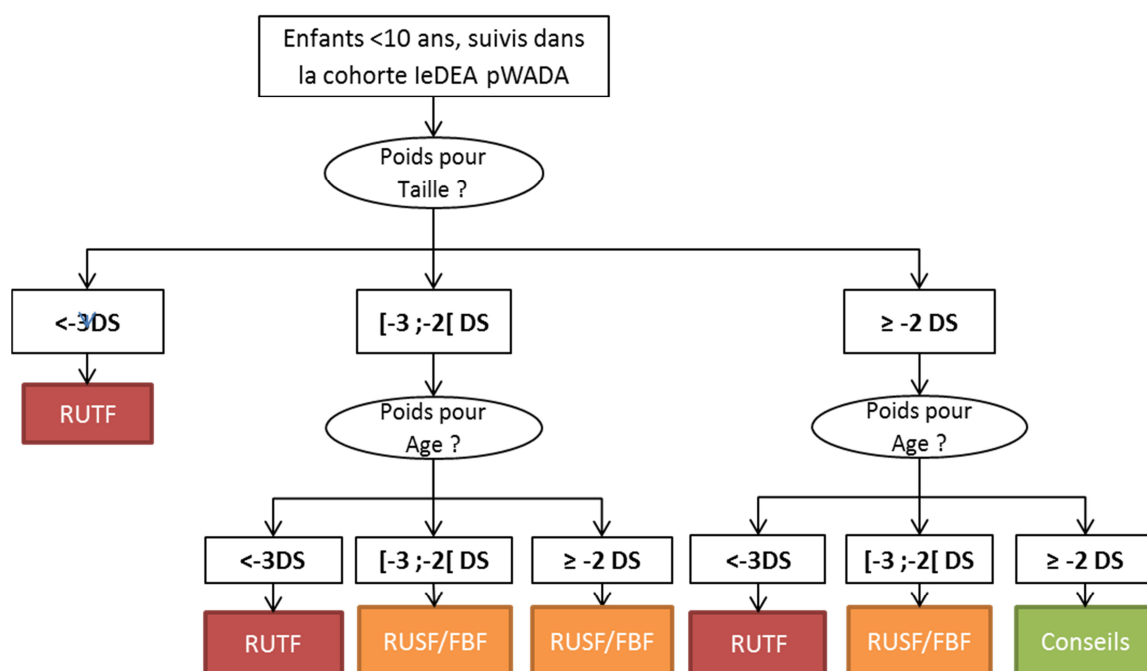 Enfants <10 ans, suivis dans
la cohorte IeDEA pWADA
Poids pour
Taille ?
<-3DS
[-3 ;-2[ DS
≥ -2 DS
RUTF
Poids pour
Age ?
Poids pour
Age ?
<-3DS
[-3 ;-2[ DS
≥ -2 DS
<-3DS
[-3 ;-2[ DS
≥ -2 DS
RUTF
RUSF/FBF
RUSF/FBF
RUTF
RUSF/FBF
Conseils